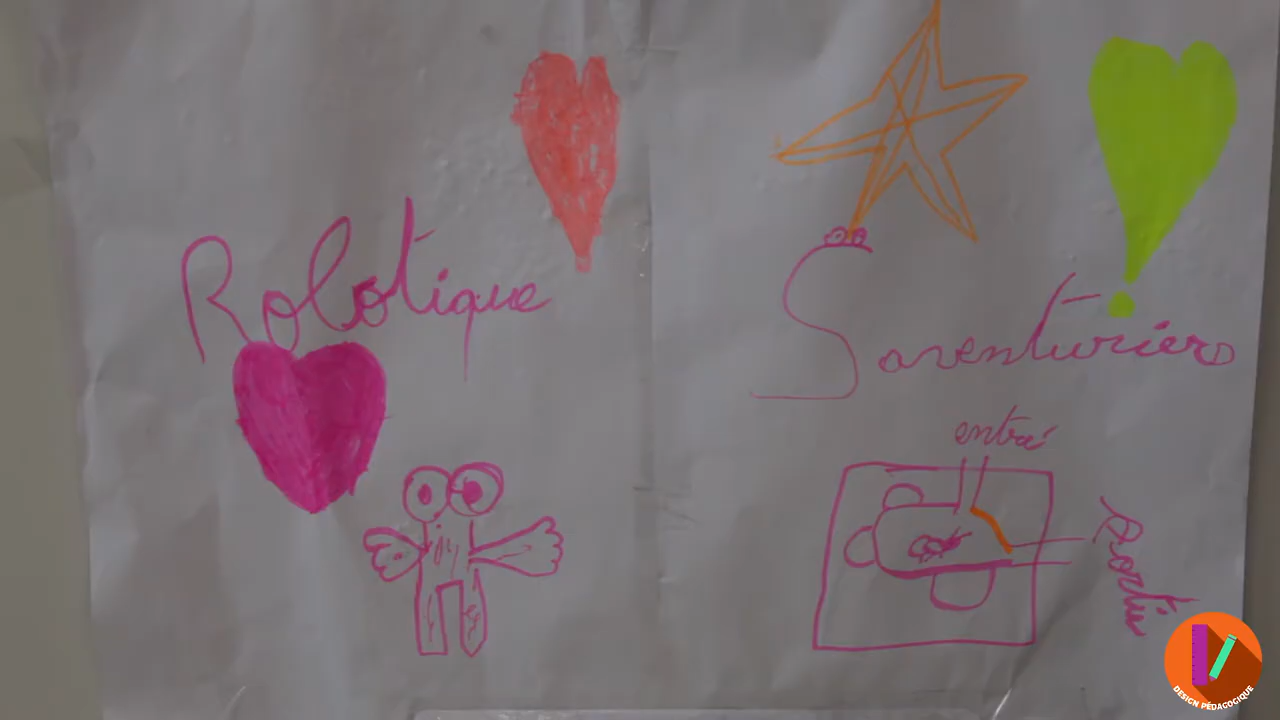 Robotique
Saventuriers
entré
sortie
DESIGN PÉDAGOGIQUE